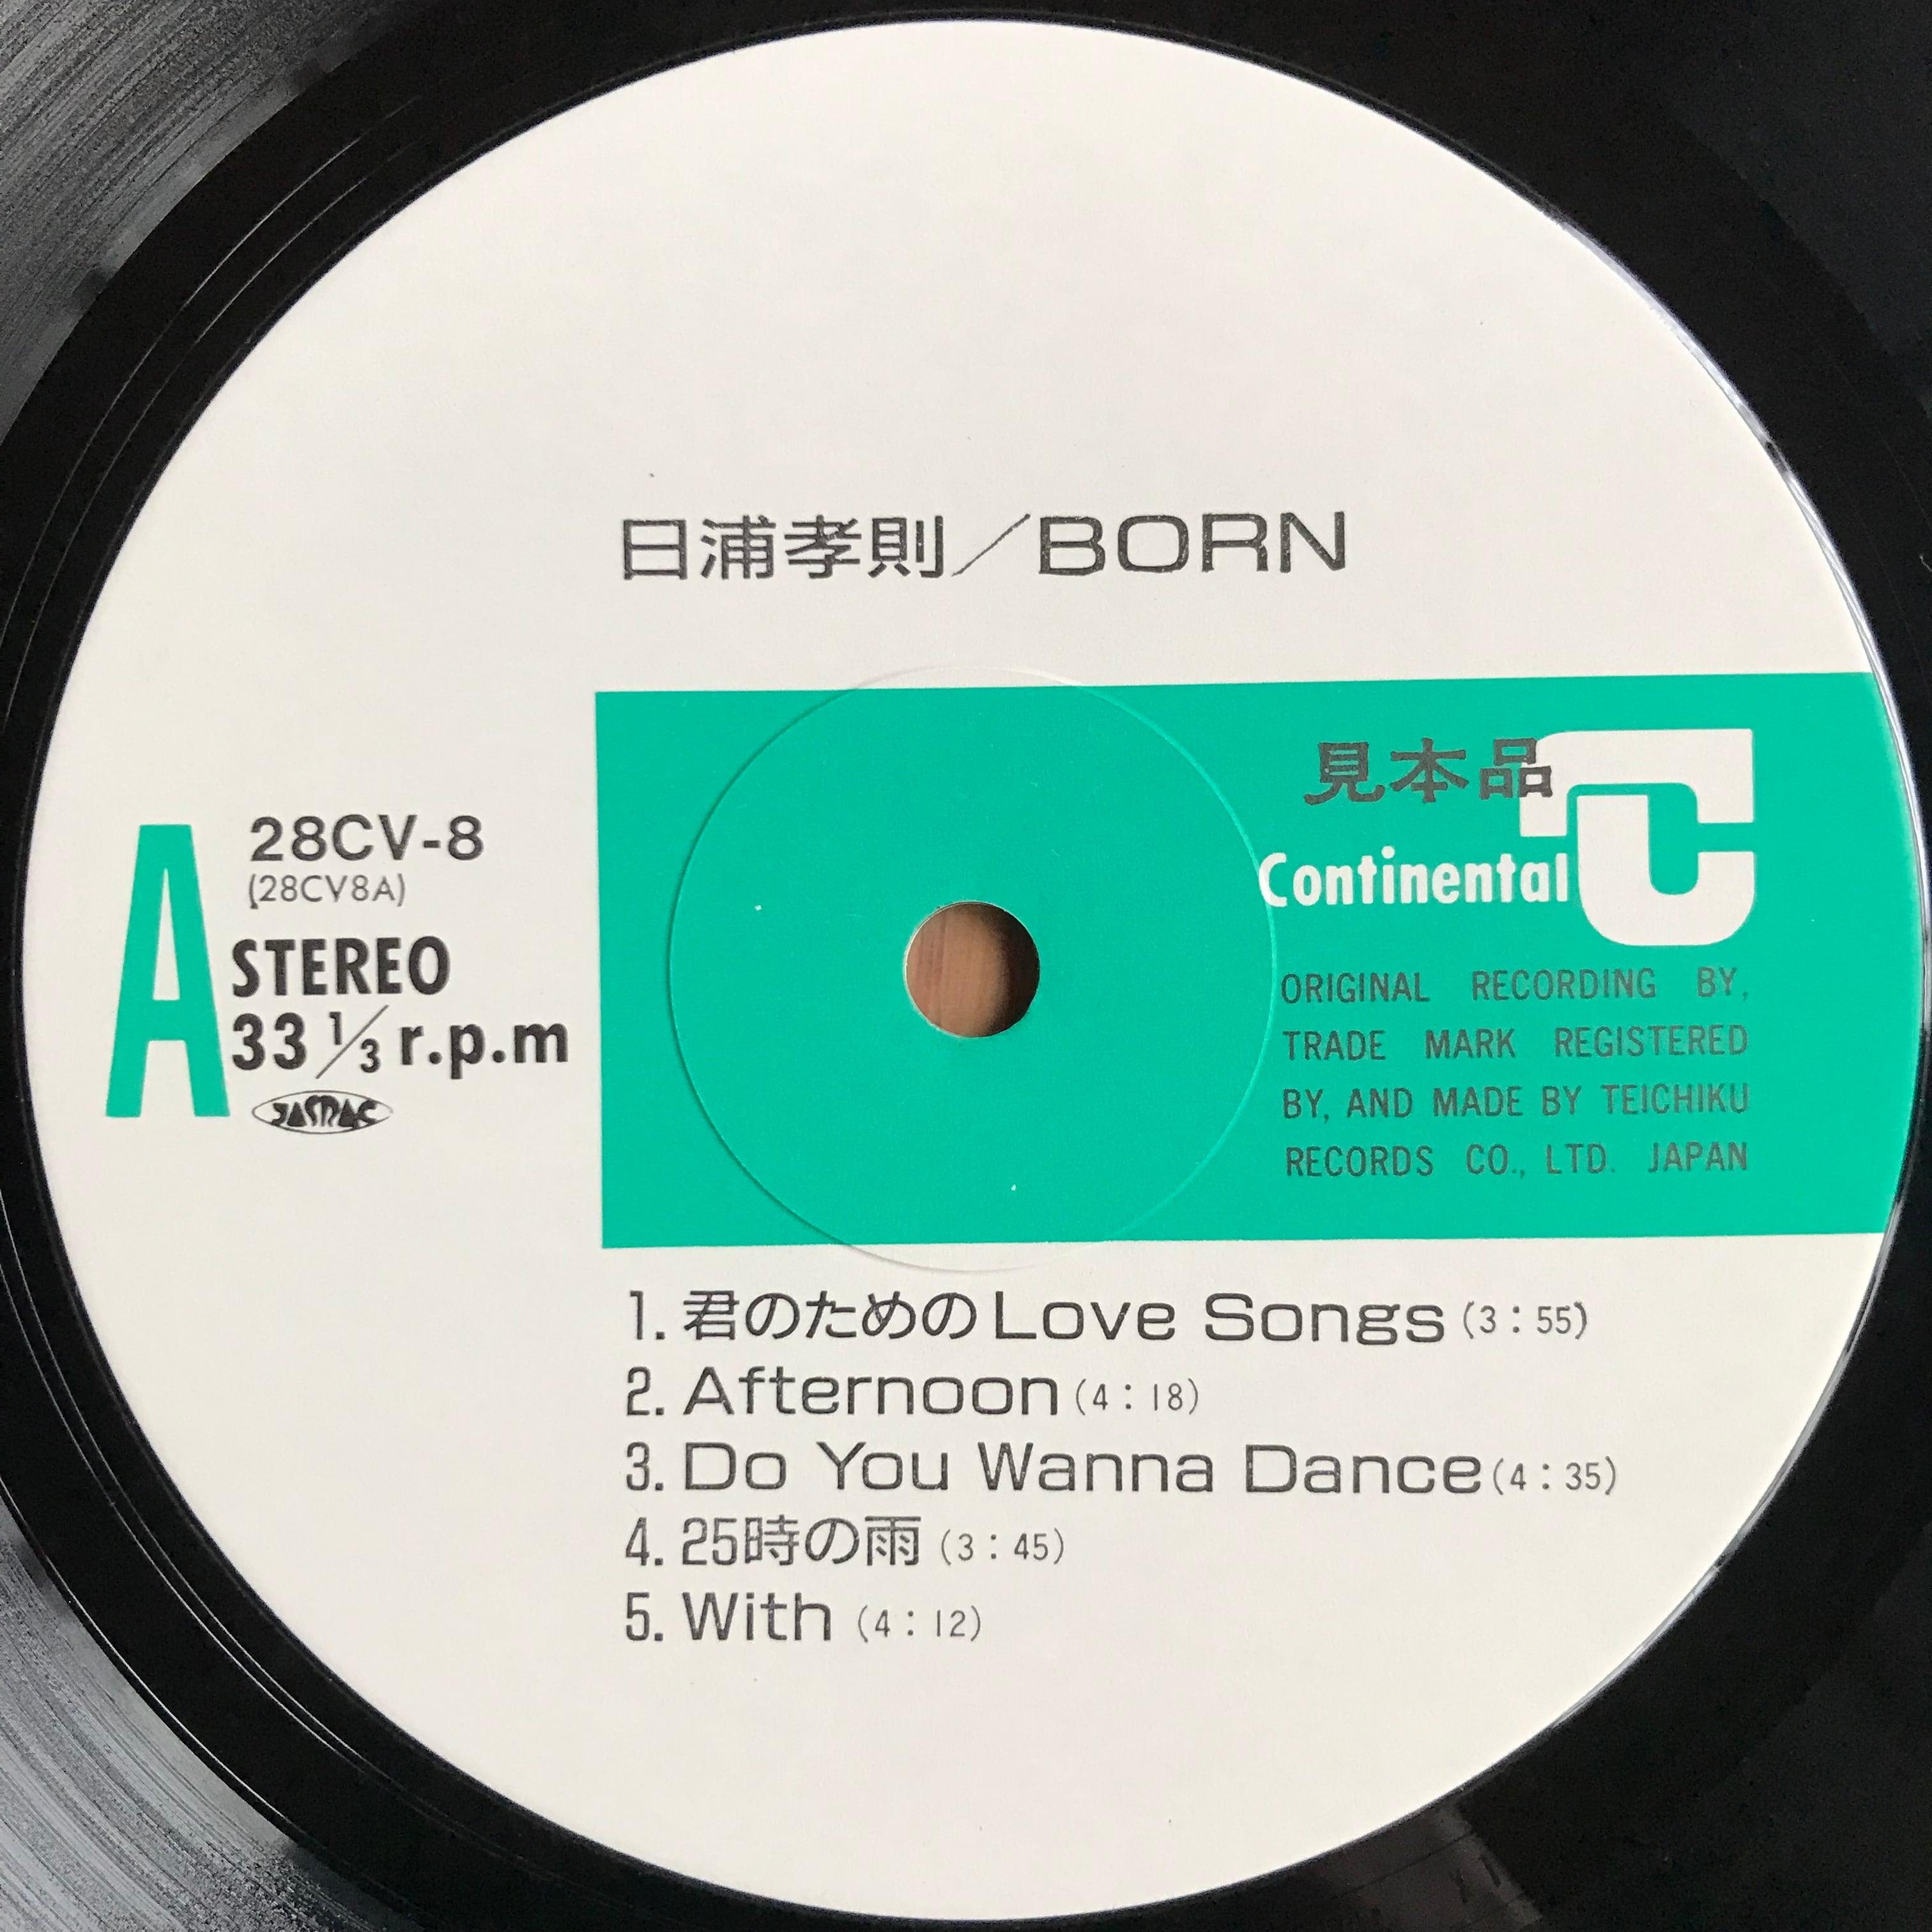 日浦孝則／BORN
見本品
Continental
A
28CV-8
(28CV8A)
STEREO
33 1/3 r.p.m
JASRAC
ORIGINAL RECORDING BY,
TRADE MARK REGISTERED
BY, AND MADE BY TEICHIKU
RECORDS CO., LTD. JAPAN
1. 君のためのLove Songs (3:55)
2. Afternoon (4:18)
3. Do You Wanna Dance (4:35)
4. 25時の雨 (3:45)
5. With (4:12)